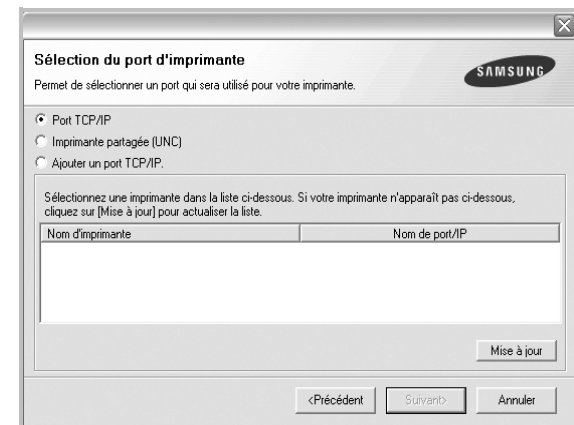 Sélection du port d'imprimante
Permet de sélectionner un port qui sera utilisé pour votre imprimante.
SAMSUNG
Port TCP/IP
Imprimante partagée (UNC)
Ajouter un port TCP/IP.
Sélectionnez une imprimante dans la liste ci-dessous. Si votre imprimante n'apparaît pas ci-dessous,
cliquez sur [Mise à jour] pour actualiser la liste.
Nom d'imprimante Nom de port/IP
Mise à jour
<Précédent Suivant> Annuler